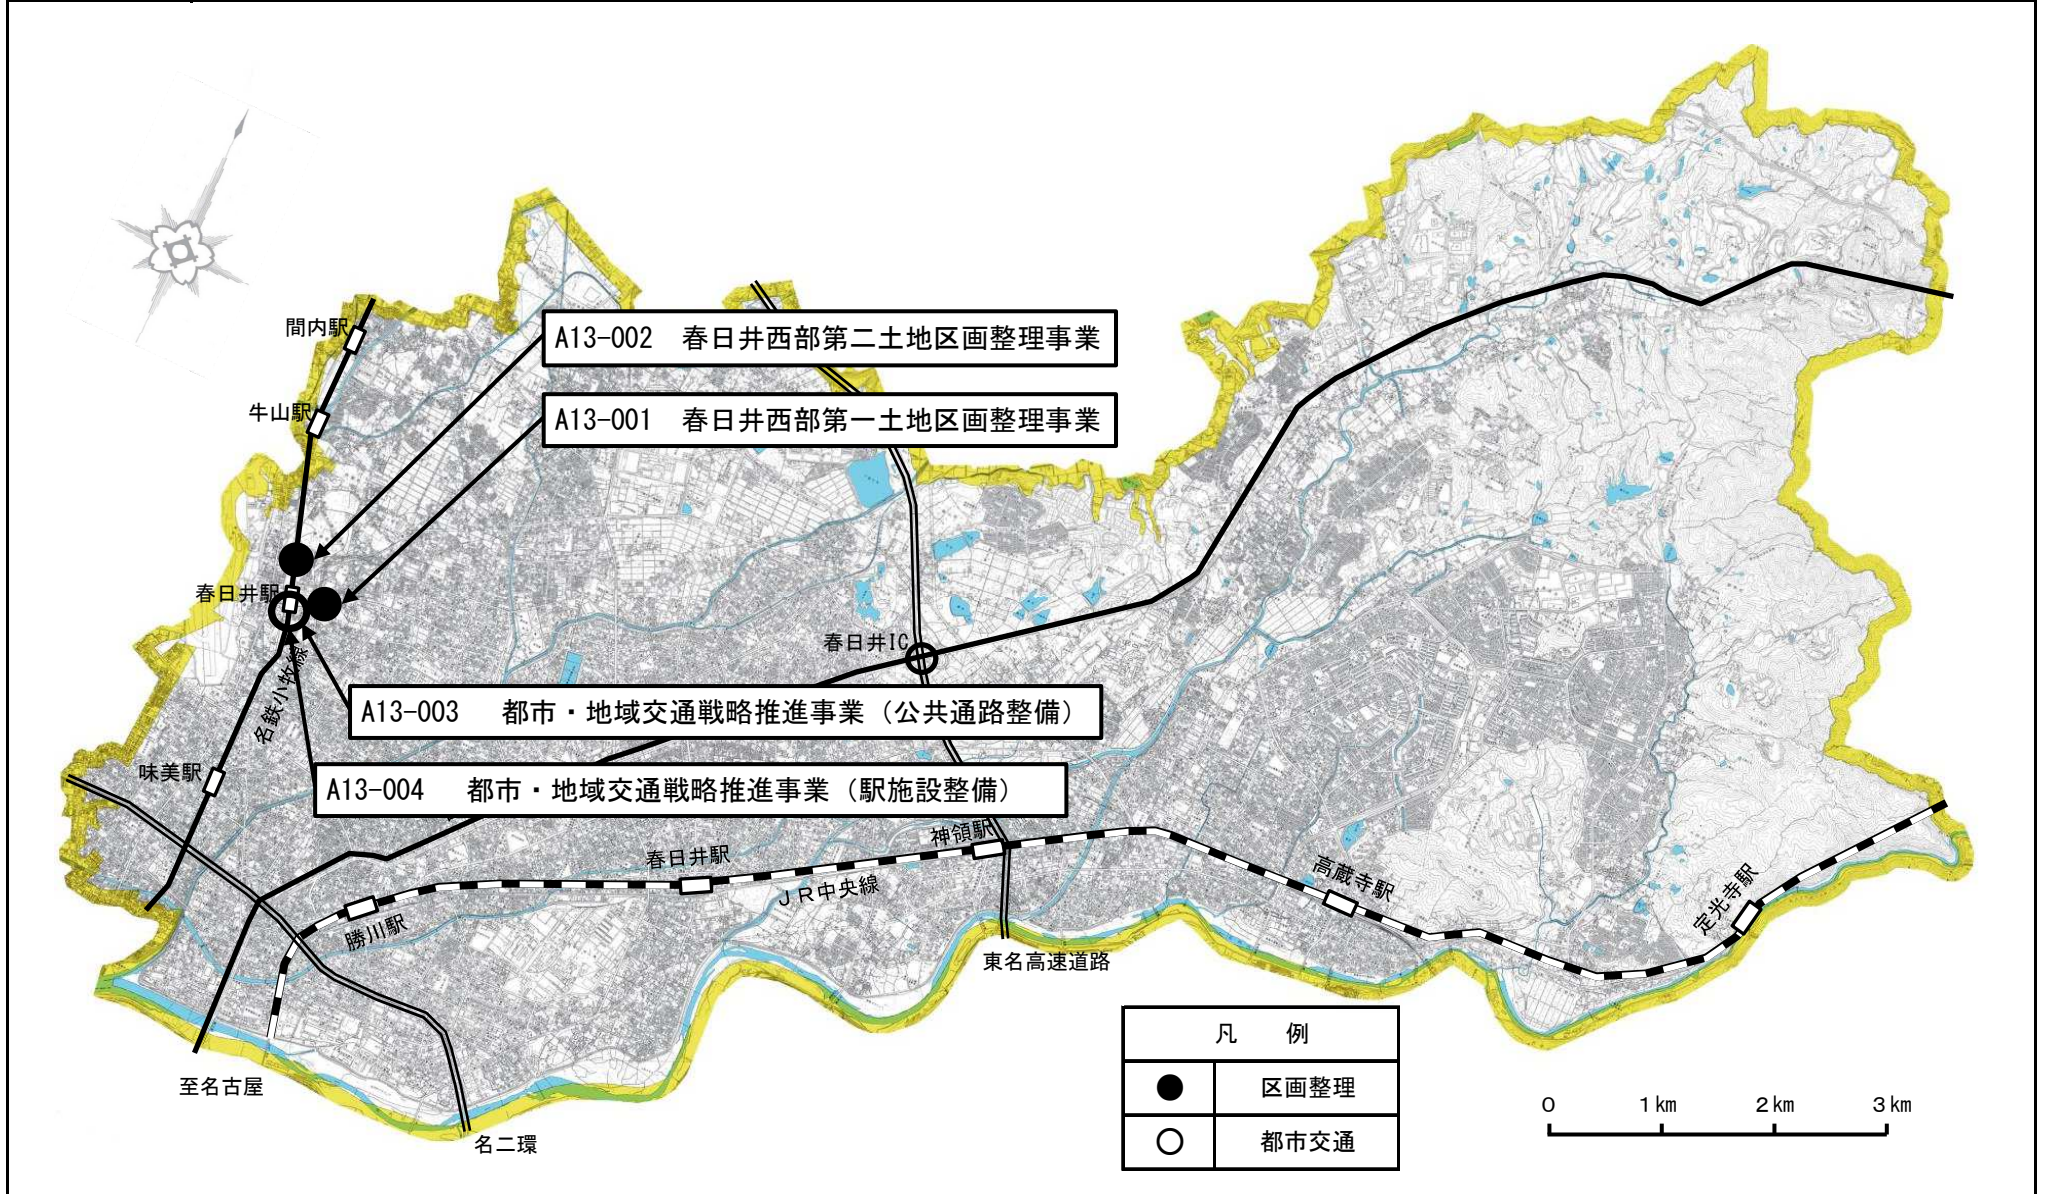 間内駅
A13-002 春日井西部第二土地区画整理事業
牛山駅
A13-001 春日井西部第一土地区画整理事業
春日井駅
春日井IC
名鉄小牧線
A13-003 都市・地域交通戦略推進事業（公共通路整備）
味美駅
A13-004 都市・地域交通戦略推進事業（駅施設整備）
神領駅
春日井駅
JR中央線
高蔵寺駅
定光寺駅
勝川駅
東名高速道路
至名古屋
名二環
凡 例
● 区画整理
○ 都市交通
0 1km 2km 3km